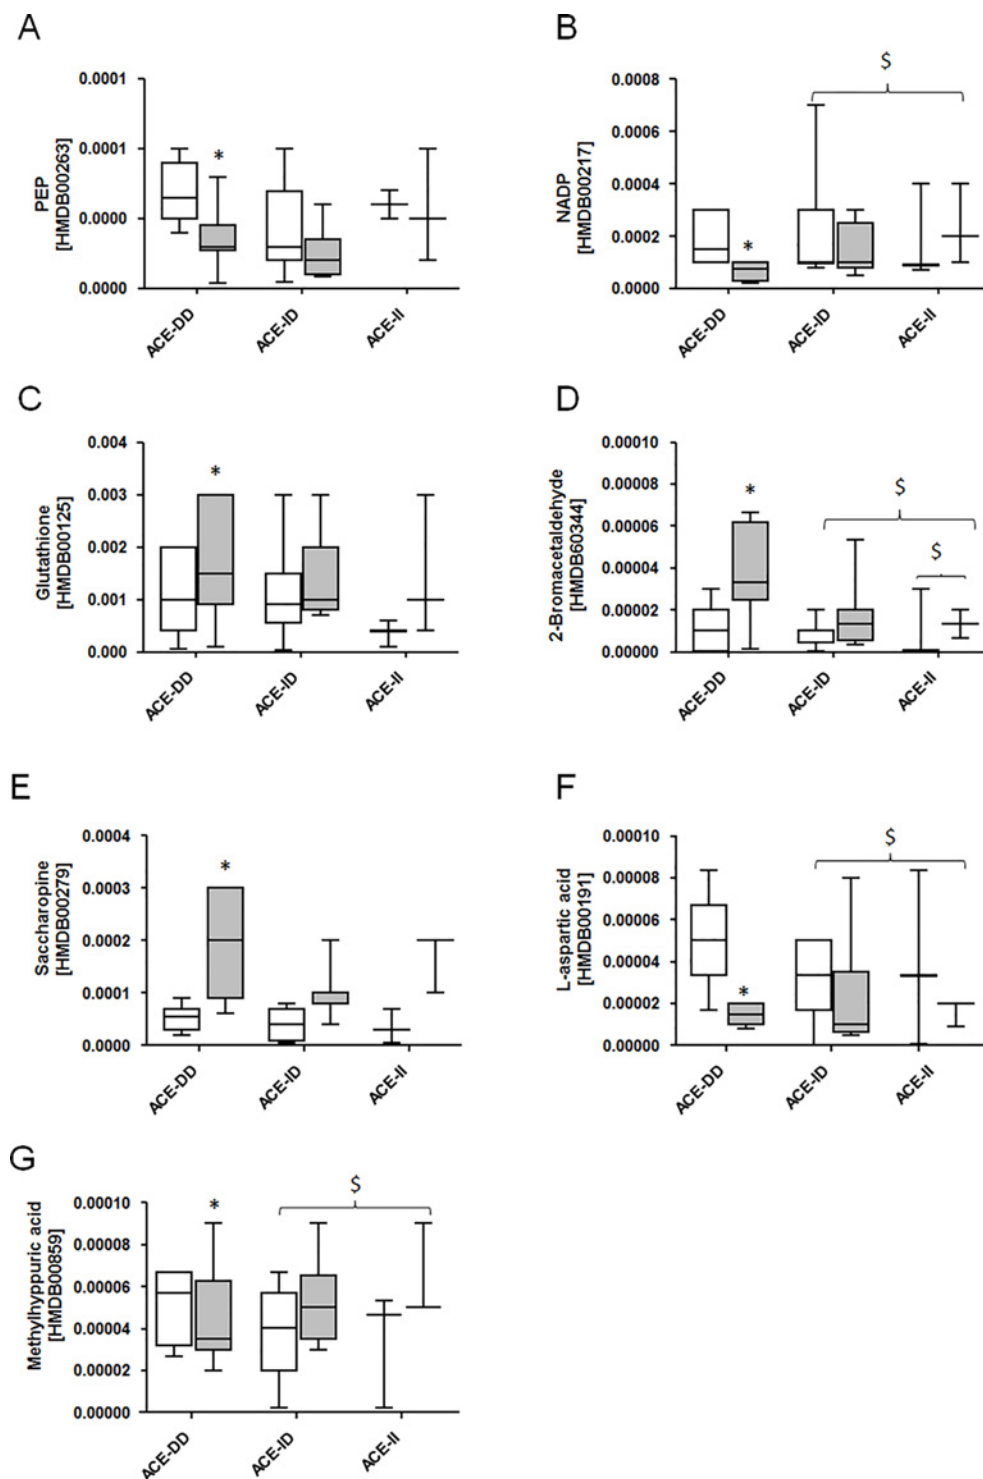 A
PEP
[HMDB00263]
0.0001
0.0001
0.0000
0.0000
*
ACE-DD
ACE-ID
ACE-II
B
NADP
[HMDB00217]
0.0008
0.0006
0.0004
0.0002
0.0000
*
$
ACE-DD
ACE-ID
ACE-II
C
Glutathione
[HMDB00125]
0.004
0.003
0.002
0.001
0.000
*
ACE-DD
ACE-ID
ACE-II
D
2-Bromacetaldehyde
[HMDB60344]
0.00010
0.00008
0.00006
0.00004
0.00002
0.00000
*
$
$
ACE-DD
ACE-ID
ACE-II
E
Saccharopine
[HMDB00279]
0.0004
0.0003
0.0002
0.0001
0.0000
*
ACE-DD
ACE-ID
ACE-II
F
L-aspartic acid
[HMDB00191]
0.00010
0.00008
0.00006
0.00004
0.00002
0.00000
*
$
ACE-DD
ACE-ID
ACE-II
G
Methylhyppuric acid
[HMDB00859]
0.00010
0.00008
0.00006
0.00004
0.00002
0.00000
*
$
ACE-DD
ACE-ID
ACE-II